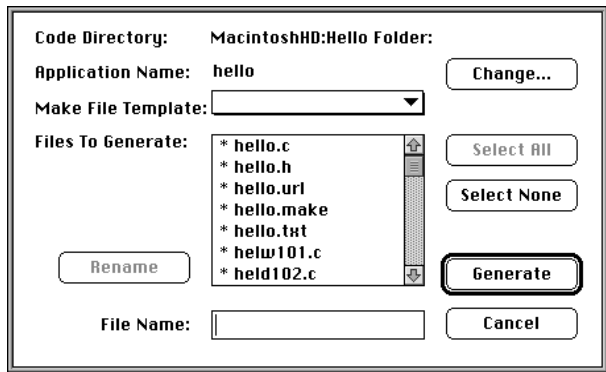 Code Directory: MacintoshHD:Hello Folder:
Application Name: hello
Change...
Make File Template:
Files To Generate:
* hello.c
* hello.h
* hello.url
* hello.make
* hello.txt
* helw101.c
* held102.c
Select All
Select None
Rename
Generate
File Name:
Cancel